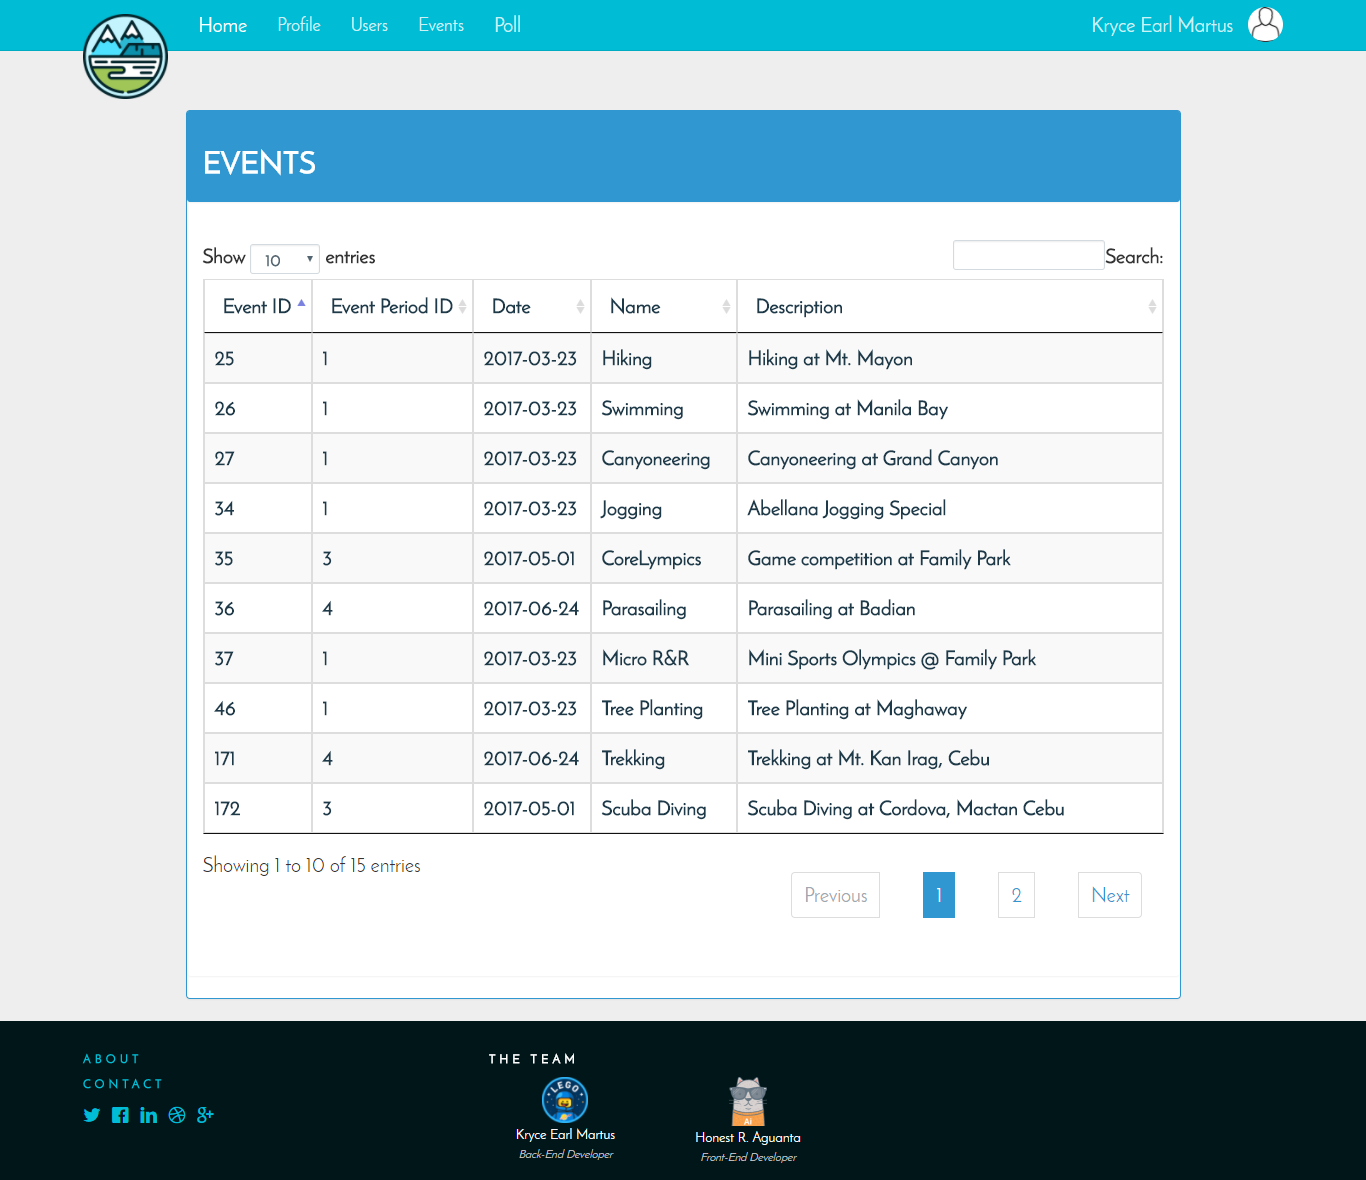 Home Profile Users Events Poll Kryce Earl Martus
EVENTS
Show 10 entries Search:
Event ID Event Period ID Date Name Description
25 1 2017-03-23 Hiking Hiking at Mt. Mayon
26 1 2017-03-23 Swimming Swimming at Manila Bay
27 1 2017-03-23 Canyoneering Canyoneering at Grand Canyon
34 1 2017-03-23 Jogging Abellana Jogging Special
35 3 2017-05-01 CoreLympics Game competition at Family Park
36 4 2017-06-24 Parasailing Parasailing at Badian
37 1 2017-03-23 Micro R&R Mini Sports Olympics @ Family Park
46 1 2017-03-23 Tree Planting Tree Planting at Maghaway
171 4 2017-06-24 Trekking Trekking at Mt. Kan Irag, Cebu
172 3 2017-05-01 Scuba Diving Scuba Diving at Cordova, Mactan Cebu
Showing 1 to 10 of 15 entries
Previous 1 2 Next
ABOUT
CONTACT
THE TEAM
LEGO
Kryce Earl Martus
Back-End Developer
AI
Honest R. Aguanta
Front-End Developer